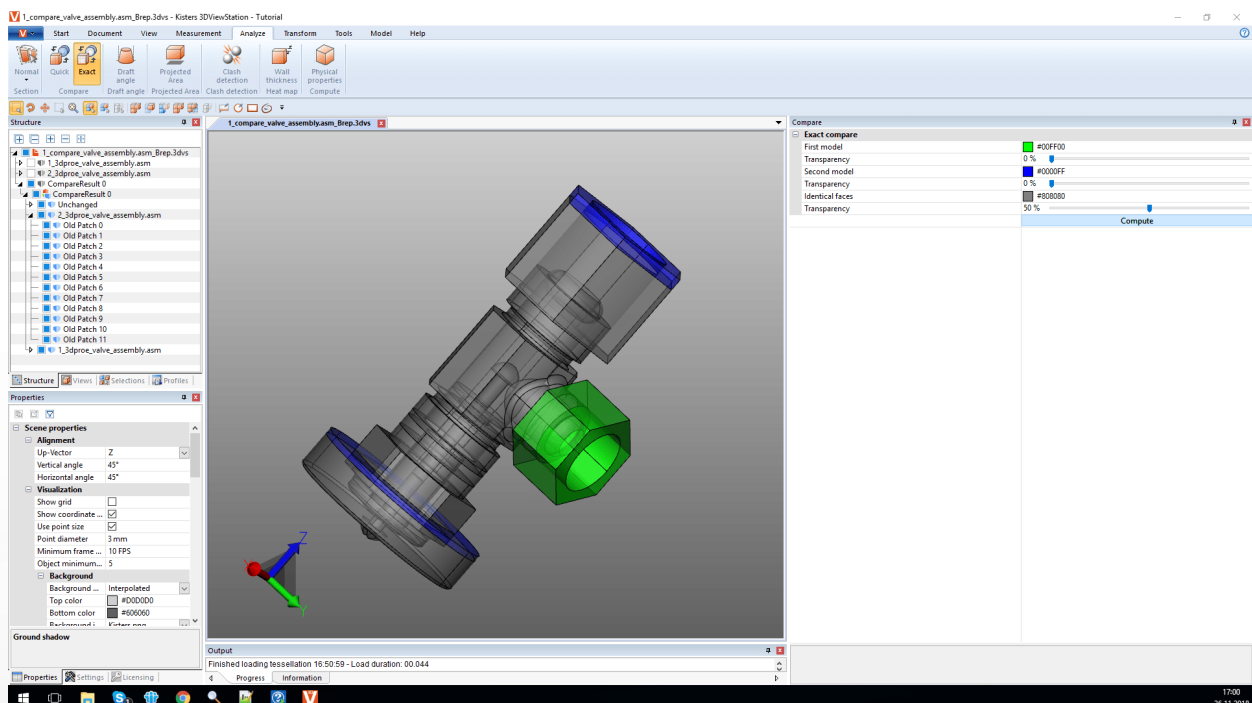 1_compare_valve_assembly.asm_Brep.3dvs - Kisters 3DViewStation - Tutorial
Start Document View Measurement Analyze Transform Tools Model Help
Normal Quick Exact Draft angle Projected Area Clash detection Wall thickness Physical properties
Section Compare Draft angle Projected Area Clash detection Heat map Compute
Structure
1_compare_valve_assembly.asm_Brep.3dvs
1_3dproe_valve_assembly.asm
2_3dproe_valve_assembly.asm
CompareResult 0
CompareResult 0
Unchanged
2_3dproe_valve_assembly.asm
Old Patch 0
Old Patch 1
Old Patch 2
Old Patch 3
Old Patch 4
Old Patch 5
Old Patch 6
Old Patch 7
Old Patch 8
Old Patch 9
Old Patch 10
Old Patch 11
1_3dproe_valve_assembly.asm
Structure Views Selections Profiles
Properties
Scene properties
Alignment
Up-Vector Z
Vertical angle 45°
Horizontal angle 45°
Visualization
Show grid
Show coordinate ...
Use point size
Point diameter 3 mm
Minimum frame ... 10 FPS
Object minimum... 5
Background
Background ... Interpolated
Top color #D0D0D0
Bottom color #606060
Background i Kisters.png
Ground shadow
Properties Settings Licensing
1_compare_valve_assembly.asm_Brep.3dvs
Z
Y
Output
Finished loading tessellation 16:50:59 - Load duration: 00.044
Progress Information
Compare
Exact compare
First model #00FF00
Transparency 0 %
Second model #0000FF
Transparency 0 %
Identical faces #808080
Transparency 50 %
Compute
17:00
26.11.2018